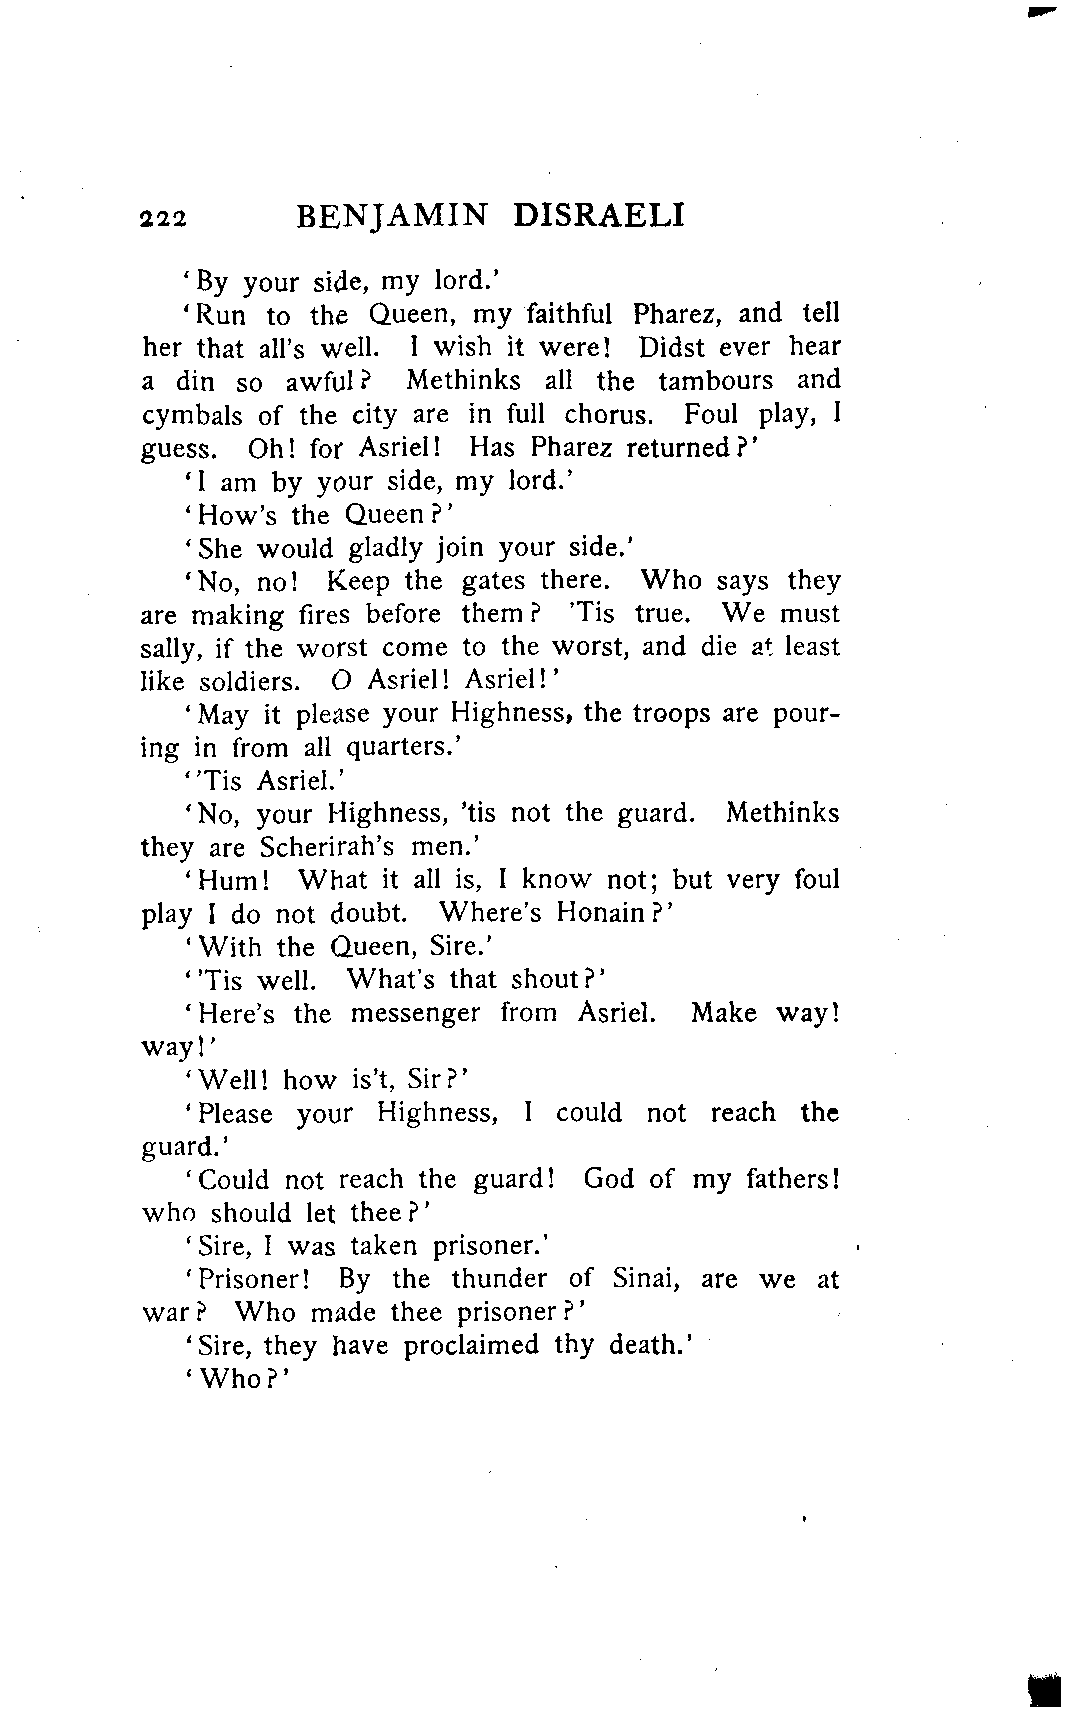 222 BENJAMIN DISRAELI
‘By your side, my lord.’
‘Run to the Queen, my faithful Pharez, and tell
her that all's well. I wish it were! Didst ever hear
a din so awful? Methinks all the tambours and
cymbals of the city are in full chorus. Foul play, I
guess. Oh! for Asriel! Has Pharez returned?’
‘I am by your side, my lord.’
‘How's the Queen?’
‘She would gladly join your side.’
‘No, no! Keep the gates there. Who says they
are making fires before them? ’Tis true. We must
sally, if the worst come to the worst, and die at least
like soldiers. O Asriel! Asriel!’
‘May it please your Highness, the troops are pour-
ing in from all quarters.’
‘’Tis Asriel.’
‘No, your Highness, ’tis not the guard. Methinks
they are Scherirah's men.’
‘Hum! What it all is, I know not; but very foul
play I do not doubt. Where's Honain?’
‘With the Queen, Sire.’
‘’Tis well. What's that shout?’
‘Here's the messenger from Asriel. Make way!
way!’
‘Well! how is't, Sir?’
‘Please your Highness, I could not reach the
guard.’
‘Could not reach the guard! God of my fathers!
who should let thee?’
‘Sire, I was taken prisoner.’
‘Prisoner! By the thunder of Sinai, are we at
war? Who made thee prisoner?’
‘Sire, they have proclaimed thy death.’
‘Who?’